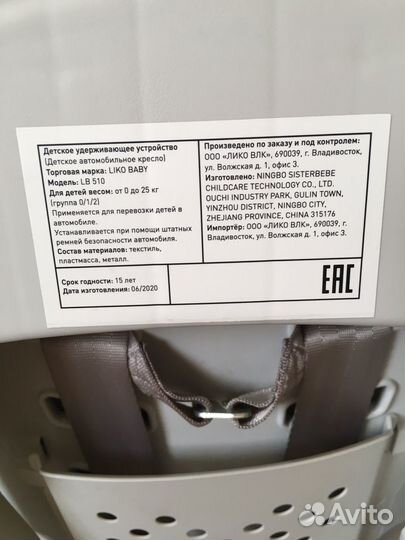 Детское удерживающее устройство
(Детское автомобильное кресло)
Торговая марка: LIKO BABY
Модель: LB 510
Для детей весом: от 0 до 25 кг
(группа 0/1/2)
Применяется для перевозки детей в
автомобиле.
Устанавливается при помощи штатных
ремней безопасности автомобиля.
Состав материалов: текстиль,
пластмасса, металл.
Срок годности: 15 лет
Дата изготовления: 06/2020
Произведено по заказу и под контролем:
ООО «ЛИКО ВЛК», 690039, г. Владивосток,
ул. Волжская д. 1, офис 3.
Изготовлено: NINGBO SISTERBEBE
CHILDCARE TECHNOLOGY CO., LTD.
OUCHI INDUSTRY PARK, GULIN TOWN,
YINZHOU DISTRICT, NINGBO CITY,
ZHEJIANG PROVINCE, CHINA 315176
Импортёр: ООО «ЛИКО ВЛК», 690039, г.
Владивосток, ул. Волжская д. 1, офис 3.
EAC
Avito